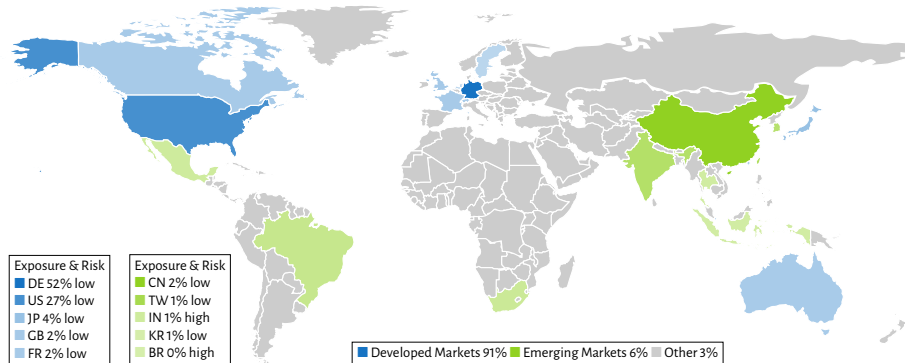 Exposure & Risk
DE 52% low
US 27% low
JP 4% low
GB 2% low
FR 2% low
Exposure & Risk
CN 2% low
TW 1% low
IN 1% high
KR 1% low
BR 0% high
Developed Markets 91% Emerging Markets 6% Other 3%